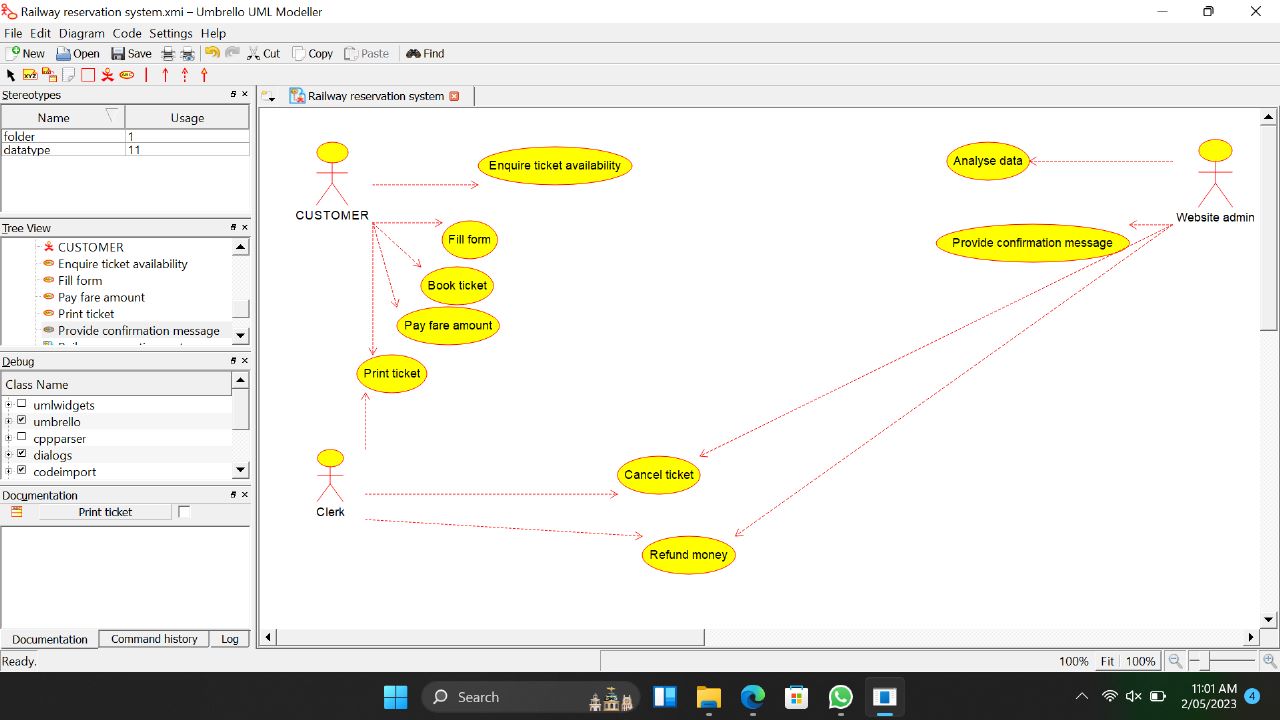 Railway reservation system.xmi – Umbrello UML Modeller
File Edit Diagram Code Settings Help
New Open Save Cut Copy Paste Find
XYZ
Stereotypes
Name Usage
folder 1
datatype 11
Tree View
CUSTOMER
Enquire ticket availability
Fill form
Pay fare amount
Print ticket
Provide confirmation message
Debug
Class Name
umlwidgets
umbrello
cppparser
dialogs
codeimport
Documentation
Print ticket
Documentation Command history Log
Ready.
Railway reservation system
CUSTOMER
Enquire ticket availability
Fill form
Book ticket
Pay fare amount
Print ticket
Clerk
Cancel ticket
Refund money
Analyse data
Provide confirmation message
Website admin
100% Fit 100%
Search
11:01 AM
2/05/2023
4